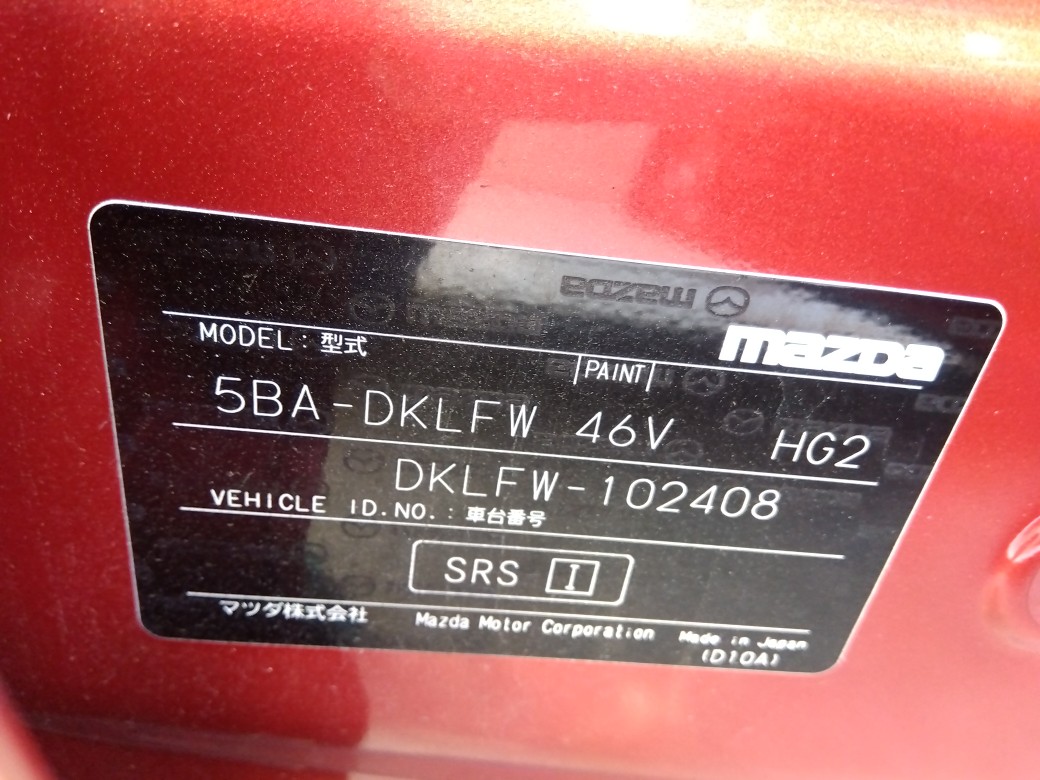 mazda
mazda
MODEL: 型式
PAINT
5BA-DKLFW 46V HG2
DKLFW-102408
VEHICLE ID.NO.: 車台番号
SRS I
マツダ株式会社 Mazda Motor Corporation Made in Japan
(D10A)